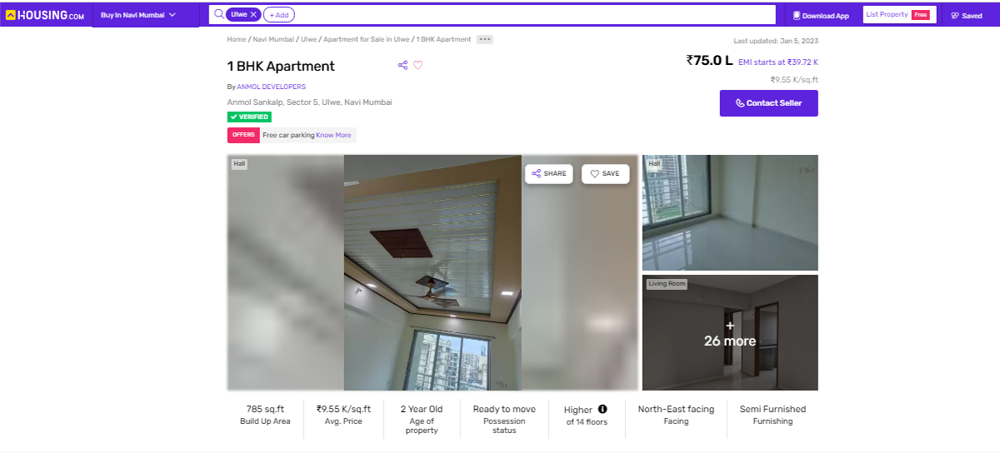 HOUSING.COM
Buy In Navi Mumbai
Ulwe
+ Add
Download App
List Property Free
Saved
Home / Navi Mumbai / Ulwe / Apartment for Sale in Ulwe / 1 BHK Apartment
Last updated: Jan 5, 2023
1 BHK Apartment
₹75.0 L EMI starts at ₹39.72 K
₹9.55 K/sq.ft
By ANMOL DEVELOPERS
Anmol Sankalp, Sector 5, Ulwe, Navi Mumbai
Contact Seller
VERIFIED
OFFERS Free car parking Know More
Hall
SHARE
SAVE
Hall
Living Room
+
26 more
785 sq.ft
Build Up Area
₹9.55 K/sq.ft
Avg. Price
2 Year Old
Age of
property
Ready to move
Possession
status
Higher
of 14 floors
North-East facing
Facing
Semi Furnished
Furnishing